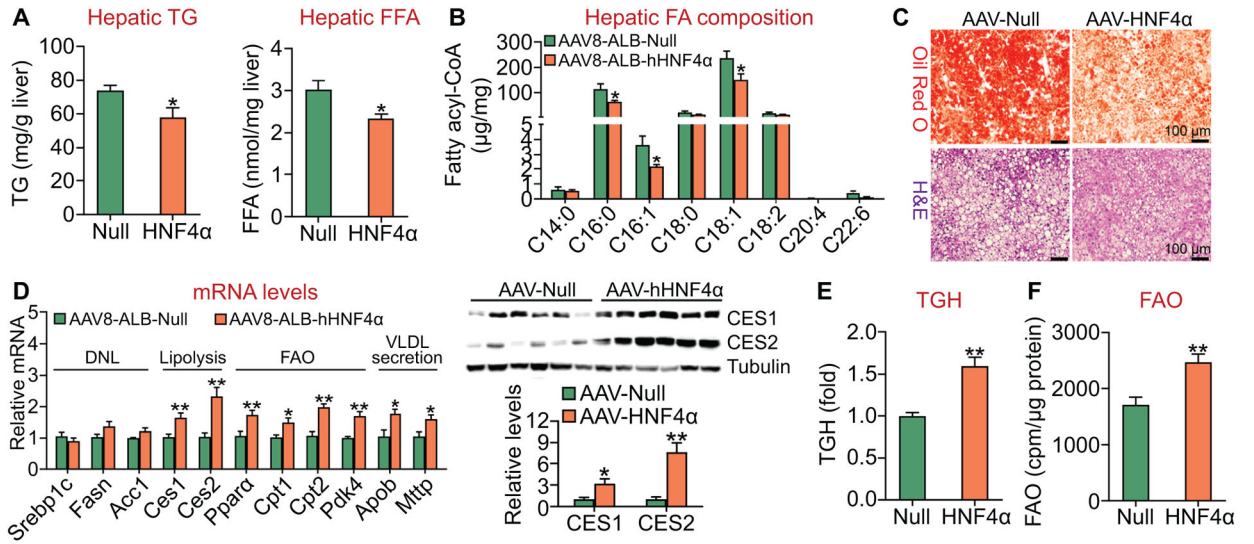 A
Hepatic TG
TG (mg/g liver)
100
80
60
40
20
0
*
Null HNF4α
Hepatic FFA
FFA (nmol/mg liver)
4
3
2
1
0
*
Null HNF4α
B
Hepatic FA composition
AAV8-ALB-Null
AAV8-ALB-hHNF4α
Fatty acyl-CoA
(μg/mg)
300
200
100
5
4
3
2
1
0
* * *
C14:0 C16:0 C16:1 C18:0 C18:1 C18:2 C20:4 C22:6
C
AAV-Null AAV-HNF4α
Oil Red O
100 μm
H&E
100 μm
D
mRNA levels
AAV8-ALB-Null AAV8-ALB-hHNF4α
Relative mRNA
5
4
3
2
1
0
DNL Lipolysis FAO VLDL
secretion
** ** ** * ** ** * *
Srebp1c Fasn Acc1 Ces1 Ces2 Pparα Cpt1 Cpt2 Pdk4 Apob Mttp
AAV-Null AAV-hHNF4α
CES1
CES2
Tubulin
AAV-Null
AAV-HNF4α
Relative levels
12
9
6
3
0
* **
CES1 CES2
E
TGH
TGH (fold)
2.0
1.5
1.0
0.5
0.0
**
Null HNF4α
F
FAO
FAO (cpm/μg protein)
3000
2000
1000
0
**
Null HNF4α